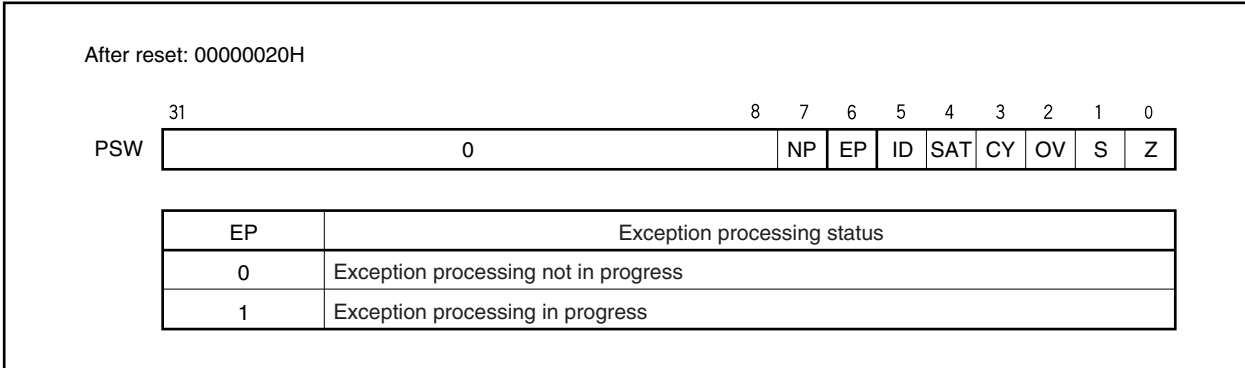 After reset: 00000020H
31 8 7 6 5 4 3 2 1 0
PSW 0 NP EP ID SAT CY OV S Z
EP Exception processing status
0 Exception processing not in progress
1 Exception processing in progress